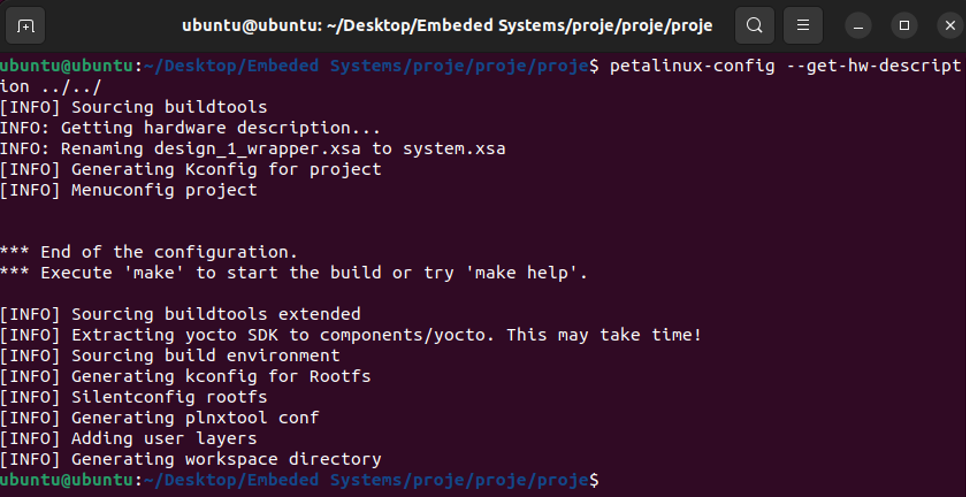 ubuntu@ubuntu: ~/Desktop/Embeded Systems/proje/proje/proje
ubuntu@ubuntu:~/Desktop/Embeded Systems/proje/proje/proje$ petalinux-config --get-hw-descript
ion ../../
[INFO] Sourcing buildtools
INFO: Getting hardware description...
INFO: Renaming design_1_wrapper.xsa to system.xsa
[INFO] Generating Kconfig for project
[INFO] Menuconfig project
*** End of the configuration.
*** Execute 'make' to start the build or try 'make help'.
[INFO] Sourcing buildtools extended
[INFO] Extracting yocto SDK to components/yocto. This may take time!
[INFO] Sourcing build environment
[INFO] Generating kconfig for Rootfs
[INFO] Silentconfig rootfs
[INFO] Generating plnxtool conf
[INFO] Adding user layers
[INFO] Generating workspace directory
ubuntu@ubuntu:~/Desktop/Embeded Systems/proje/proje/proje$